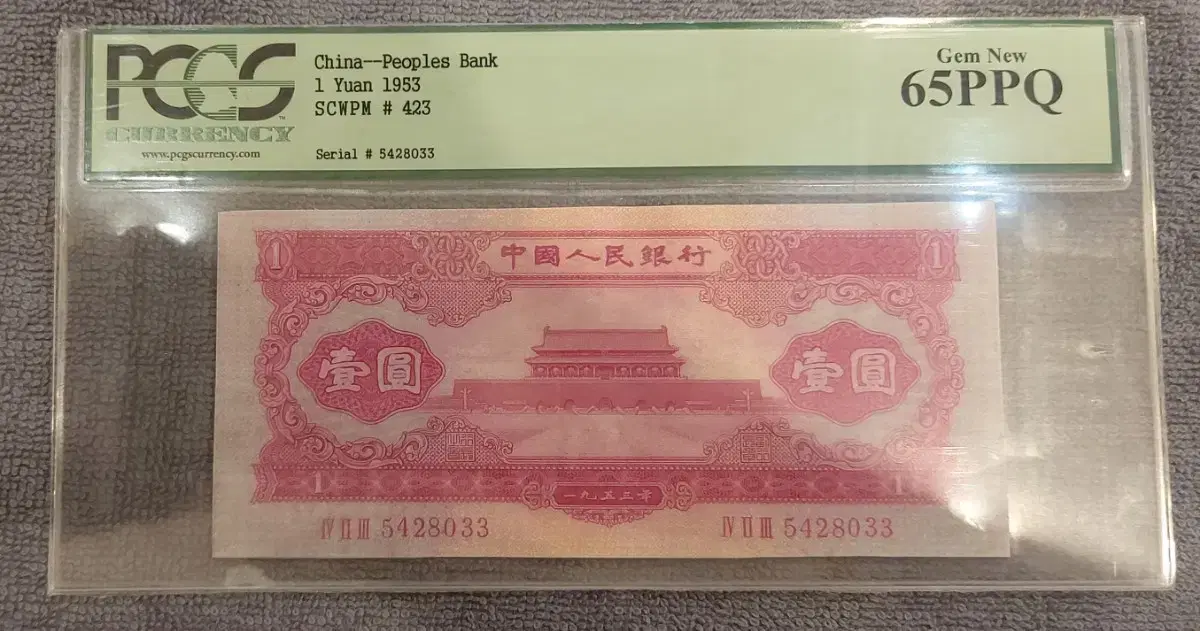 PCGS
CURRENCY
www.pcgscurrency.com
China--Peoples Bank
1 Yuan 1953
SCWPM # 423
Serial # 5428033
Gem New
65PPQ
1 中國人民銀行 1
壹圓 壹圓
1 一九五三年 1
IV II III 5428033 IV II III 5428033